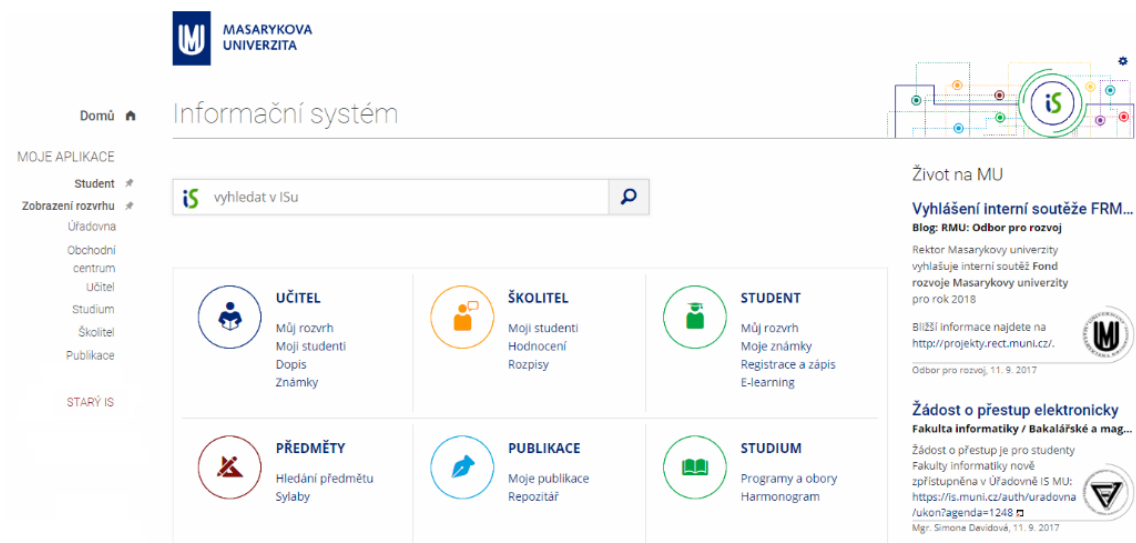 MASARYKOVA
UNIVERZITA
Informační systém
iS
Domů
MOJE APLIKACE
Student
Zobrazení rozvrhu
Úřadovna
Obchodní
centrum
Učitel
Studium
Školitel
Publikace
STARÝ IS
iS vyhledat v ISu
UČITEL
Můj rozvrh
Moji studenti
Dopis
Známky
ŠKOLITEL
Moji studenti
Hodnocení
Rozpisy
STUDENT
Můj rozvrh
Moje známky
Registrace a zápis
E-learning
PŘEDMĚTY
Hledání předmětu
Sylaby
PUBLIKACE
Moje publikace
Repozitář
STUDIUM
Programy a obory
Harmonogram
Život na MU
Vyhlášení interní soutěže FRM...
Blog: RMU: Odbor pro rozvoj
Rektor Masarykovy univerzity
vyhlašuje interní soutěž Fond
rozvoje Masarykovy univerzity
pro rok 2018
Bližší informace najdete na
http://projekty.rect.muni.cz/.
Odbor pro rozvoj, 11. 9. 2017
Žádost o přestup elektronicky
Fakulta informatiky / Bakalářské a mag...
Žádost o přestup je pro studenty
Fakulty informatiky nově
zpřístupněna v Úřadovně IS MU:
https://is.muni.cz/auth/uradovna
/ukon?agenda=1248
Mgr. Simona Davidová, 11. 9. 2017